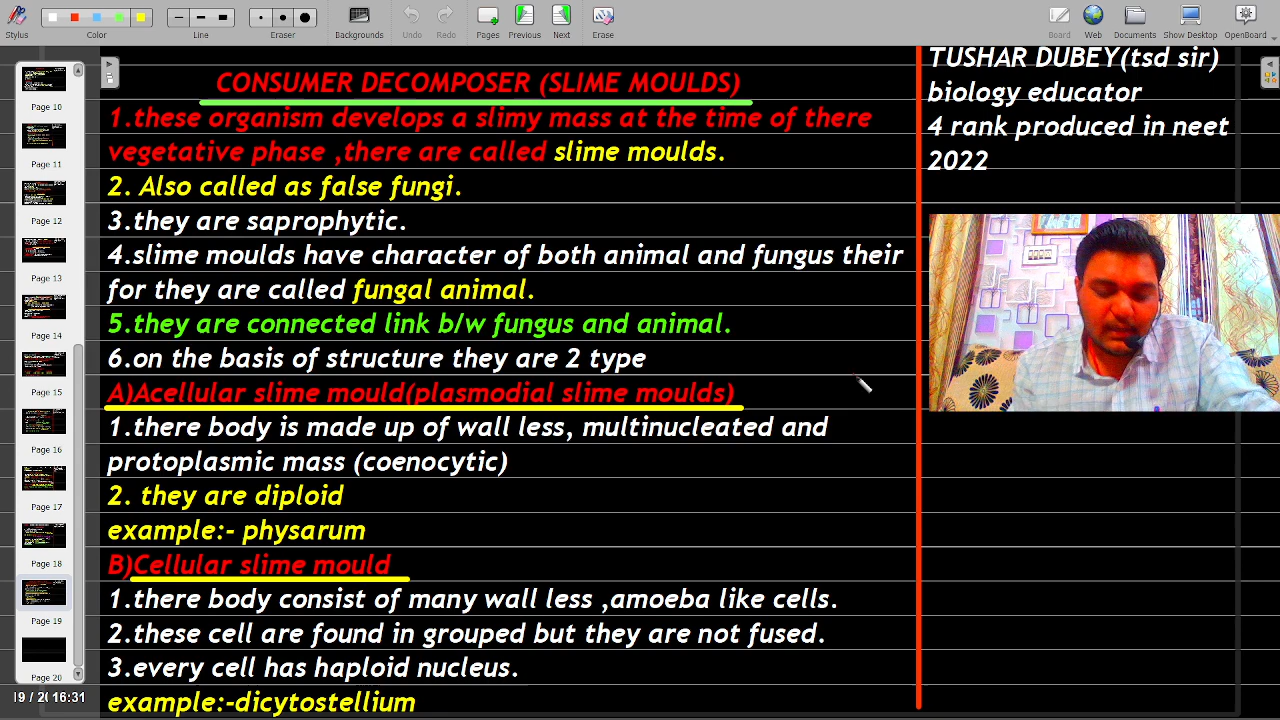 Stylus
Color
Line
Eraser
Backgrounds
Undo
Redo
Pages
Previous
Next
Erase
Board
Web
Documents
Show Desktop
OpenBoard
Page 10
Page 11
Page 12
Page 13
Page 14
Page 15
Page 16
Page 17
Page 18
Page 19
Page 20
16:31
CONSUMER DECOMPOSER (SLIME MOULDS)
1.these organism develops a slimy mass at the time of there
vegetative phase ,there are called slime moulds.
2. Also called as false fungi.
3.they are saprophytic.
4.slime moulds have character of both animal and fungus their
for they are called fungal animal.
5.they are connected link b/w fungus and animal.
6.on the basis of structure they are 2 type
A)Acellular slime mould(plasmodial slime moulds)
1.there body is made up of wall less, multinucleated and
protoplasmic mass (coenocytic)
2. they are diploid
example:- physarum
B)Cellular slime mould
1.there body consist of many wall less ,amoeba like cells.
2.these cell are found in grouped but they are not fused.
3.every cell has haploid nucleus.
example:-dicytostellium
TUSHAR DUBEY(tsd sir)
biology educator
4 rank produced in neet
2022